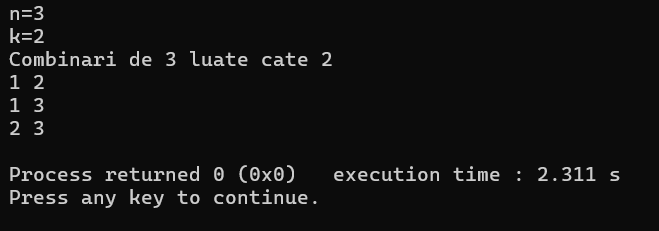 n=3
k=2
Combinari de 3 luate cate 2
1 2
1 3
2 3
Process returned 0 (0x0)   execution time : 2.311 s
Press any key to continue.